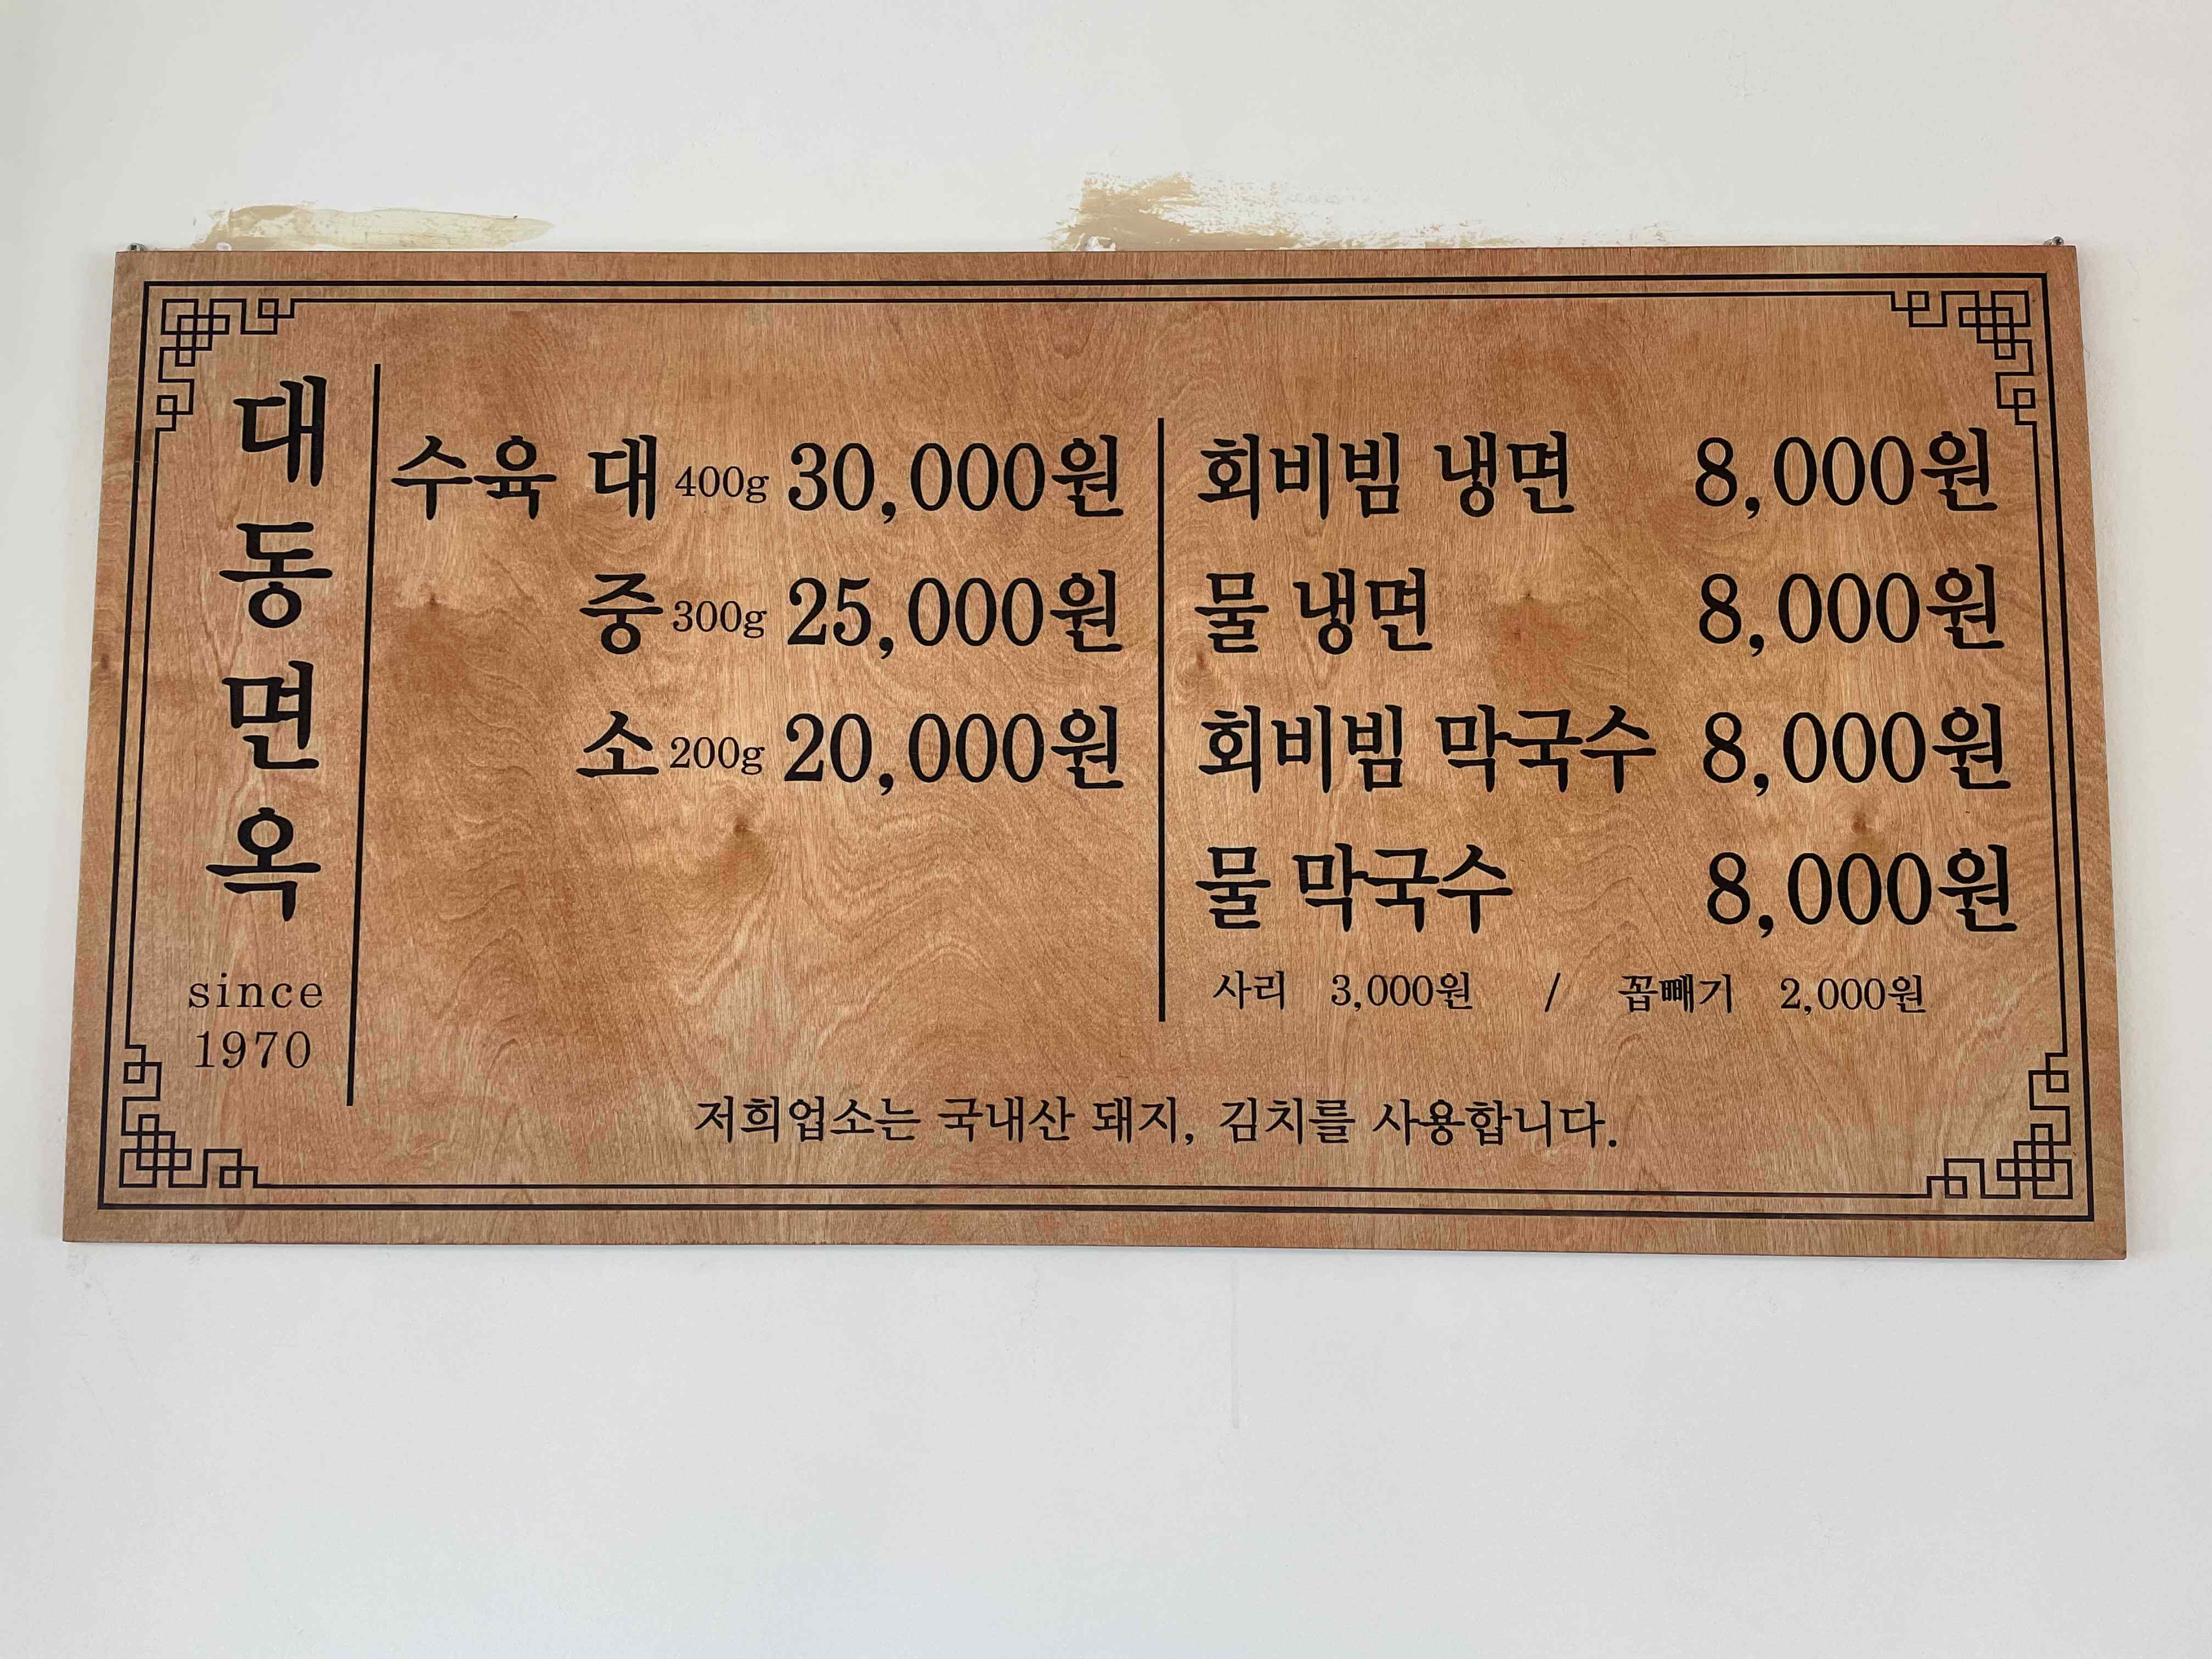 대동면옥
since
1970
수육 대 400g 30,000원
중 300g 25,000원
소 200g 20,000원
회비빔 냉면 8,000원
물 냉면 8,000원
회비빔 막국수 8,000원
물 막국수 8,000원
사리 3,000원 / 꼽빼기 2,000원
저희업소는 국내산 돼지, 김치를 사용합니다.